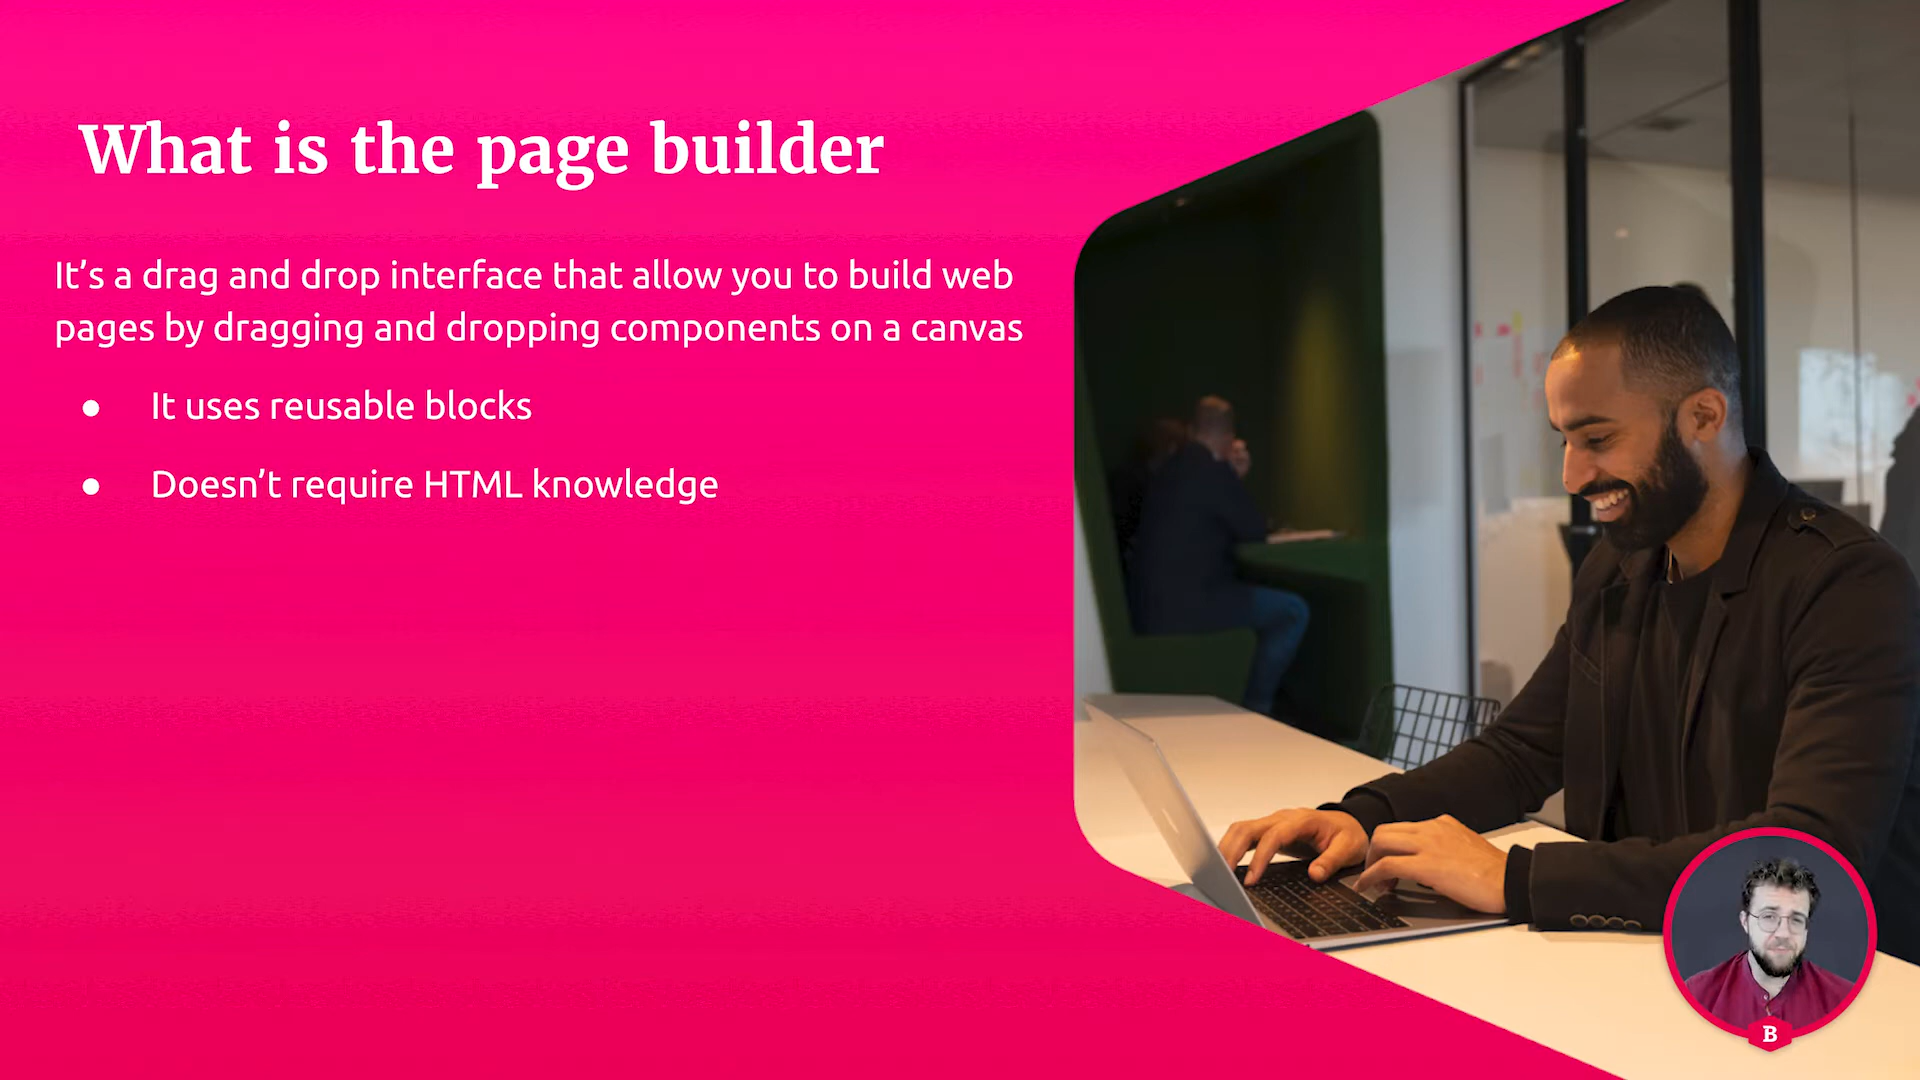 What is the page builder
It’s a drag and drop interface that allow you to build web
pages by dragging and dropping components on a canvas
● It uses reusable blocks
● Doesn’t require HTML knowledge
B